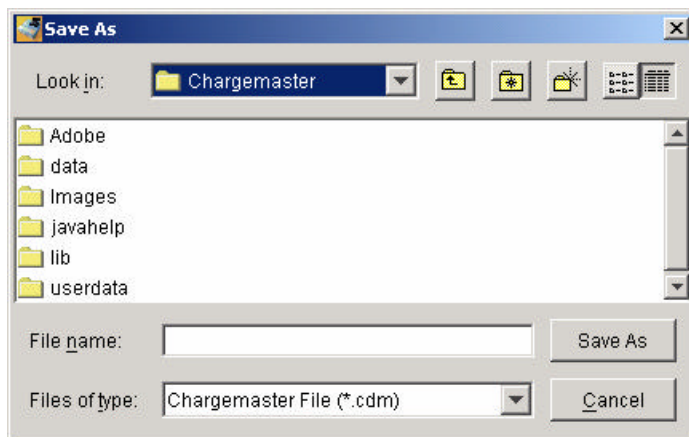 Save As
Look in: Chargemaster
Adobe
data
Images
javahelp
lib
userdata
File name: Save As
Files of type: Chargemaster File (*.cdm) Cancel